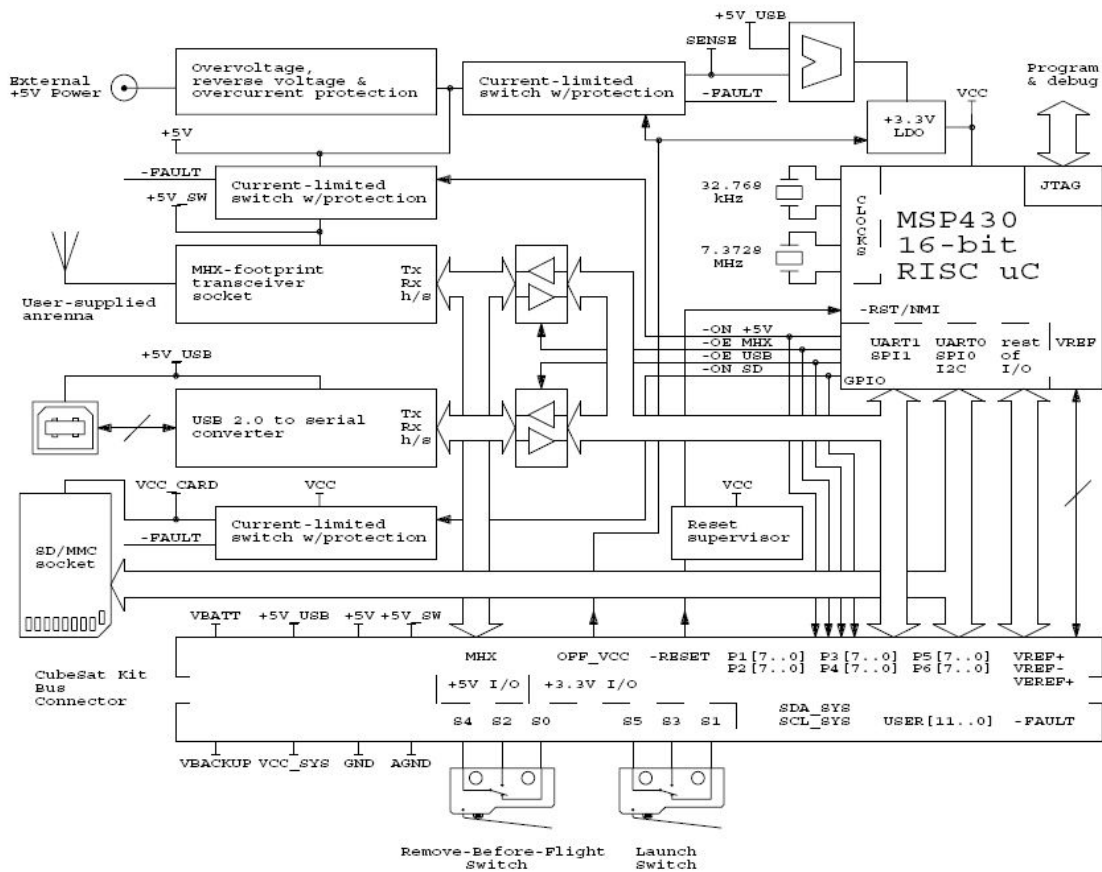 +5V_USB
SENSE
External
+5V Power
Overvoltage,
reverse voltage &
overcurrent protection
Current-limited
switch w/protection
-FAULT
Program
& debug
VCC
+3.3V
LDO
+5V
-FAULT
+5V_SW
Current-limited
switch w/protection
32.768
kHz
7.3728
MHz
CLOCKS
JTAG
MSP430
16-bit
RISC uC
MHX-footprint
transceiver
socket
Tx
Rx
h/s
User-supplied
anrenna
-RST/NMI
-ON +5V
-OE MHX
-OE USB
-ON SD
UART1
SPI1
UART0
SPI0
I2C
rest
of
I/O
VREF
GPIO
+5V_USB
USB 2.0 to serial
converter
Tx
Rx
h/s
VCC_CARD
VCC
-FAULT
Current-limited
switch w/protection
VCC
Reset
supervisor
SD/MMC
socket
VBATT
+5V_USB
+5V
+5V_SW
CubeSat Kit
Bus
Connector
MHX
OFF_VCC
-RESET
P1[7..0]
P2[7..0]
P3[7..0]
P4[7..0]
P5[7..0]
P6[7..0]
VREF+
VREF-
VEREF+
+5V I/O
+3.3V I/O
S4
S2
S0
S5
S3
S1
SDA_SYS
SCL_SYS
USER[11..0]
-FAULT
VBACKUP
VCC_SYS
GND
AGND
Remove-Before-Flight
Switch
Launch
Switch